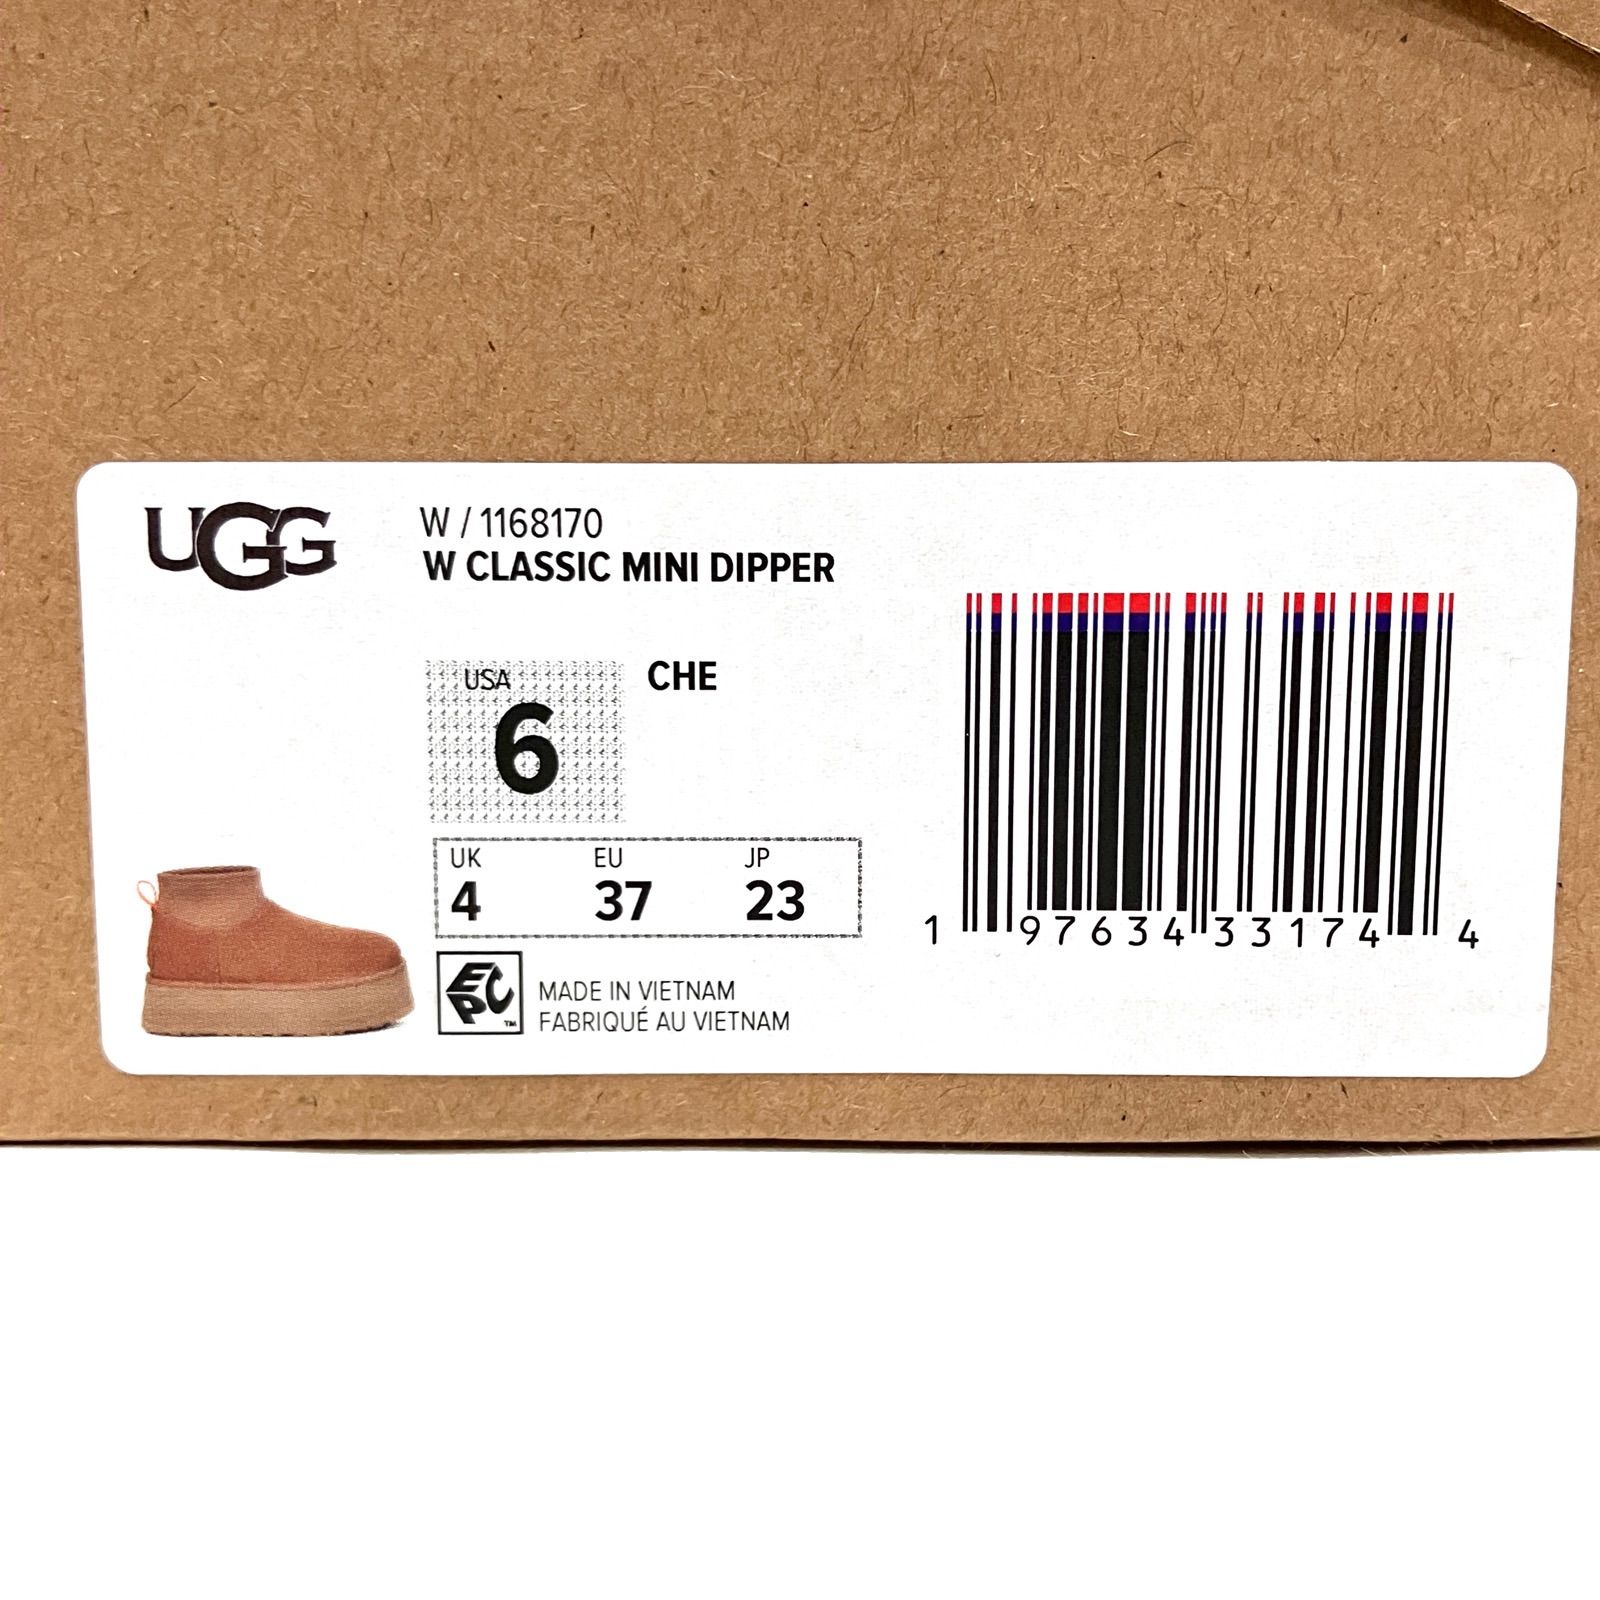 UGG
W / 1168170
W CLASSIC MINI DIPPER
USA
6
CHE
UK EU JP
4 37 23
EPC ™
MADE IN VIETNAM
FABRIQUÉ AU VIETNAM
1 97634 33174 4